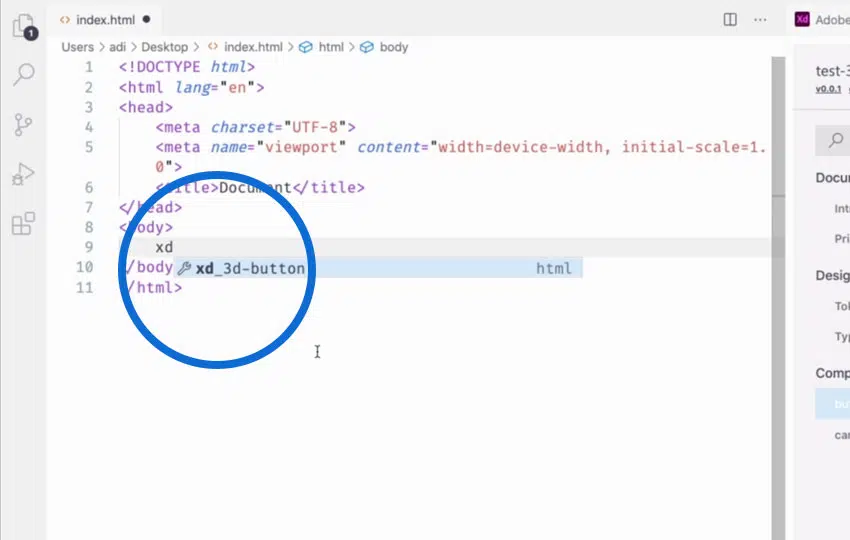 index.html
Xd Adobe
1
Users > adi > Desktop > index.html > html > body
1 <!DOCTYPE html>
2 <html lang="en">
3 <head>
4 <meta charset="UTF-8">
5 <meta name="viewport" content="width=device-width, initial-scale=1.
0">
6 <title>Document</title>
7 </head>
8 <body>
9 xd
10 </body
xd_3d-button html
11 </html>
test-3
v0.0.1
Docu
Int
Pri
Desig
Tok
Typ
Comp
bu
car